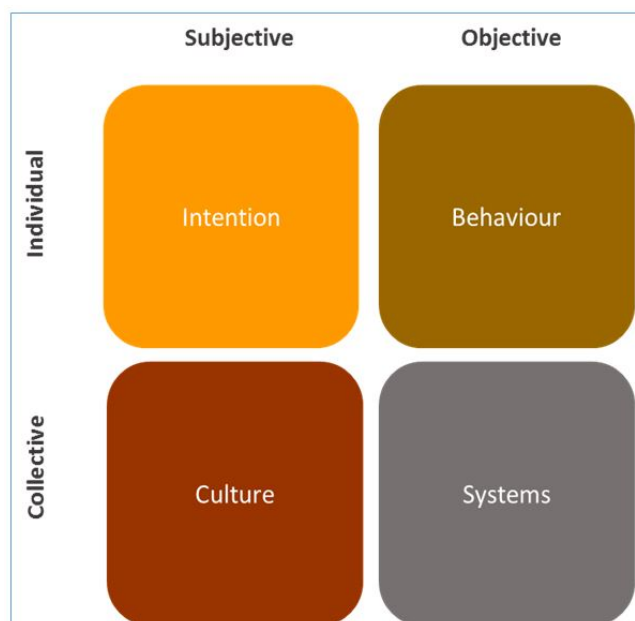 Subjective Objective
Individual
Intention Behaviour
Collective
Culture Systems